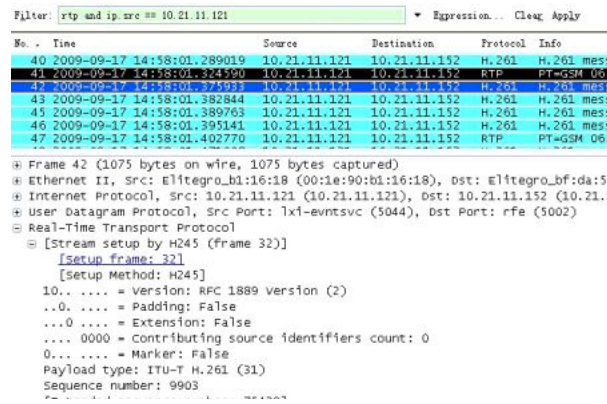 Filter: rtp and ip.src == 10.21.11.121 Expression... Clear Apply
No. . Time Source Destination Protocol Info
40 2009-09-17 14:58:01.289019 10.21.11.121 10.21.11.152 H.261 H.261 mes
41 2009-09-17 14:58:01.324590 10.21.11.121 10.21.11.152 RTP PT=GSM 06
42 2009-09-17 14:58:01.375933 10.21.11.121 10.21.11.152 H.261 H.261 mes
43 2009-09-17 14:58:01.382844 10.21.11.121 10.21.11.152 H.261 H.261 mes
45 2009-09-17 14:58:01.389763 10.21.11.121 10.21.11.152 H.261 H.261 mes
46 2009-09-17 14:58:01.395141 10.21.11.121 10.21.11.152 H.261 H.261 mes
47 2009-09-17 14:58:01.402770 10.21.11.121 10.21.11.152 RTP PT=GSM 06
Frame 42 (1075 bytes on wire, 1075 bytes captured)
Ethernet II, Src: Elitegro_b1:16:18 (00:1e:90:b1:16:18), Dst: Elitegro_bf:da:5
Internet Protocol, Src: 10.21.11.121 (10.21.11.121), Dst: 10.21.11.152 (10.21.
User Datagram Protocol, Src Port: lxi-evntsvc (5044), Dst Port: rfe (5002)
Real-Time Transport Protocol
[Stream setup by H245 (frame 32)]
[Setup frame: 32]
[Setup Method: H245]
10.. .... = Version: RFC 1889 Version (2)
..0. .... = Padding: False
...0 .... = Extension: False
.... 0000 = Contributing source identifiers count: 0
0... .... = Marker: False
Payload type: ITU-T H.261 (31)
Sequence number: 9903